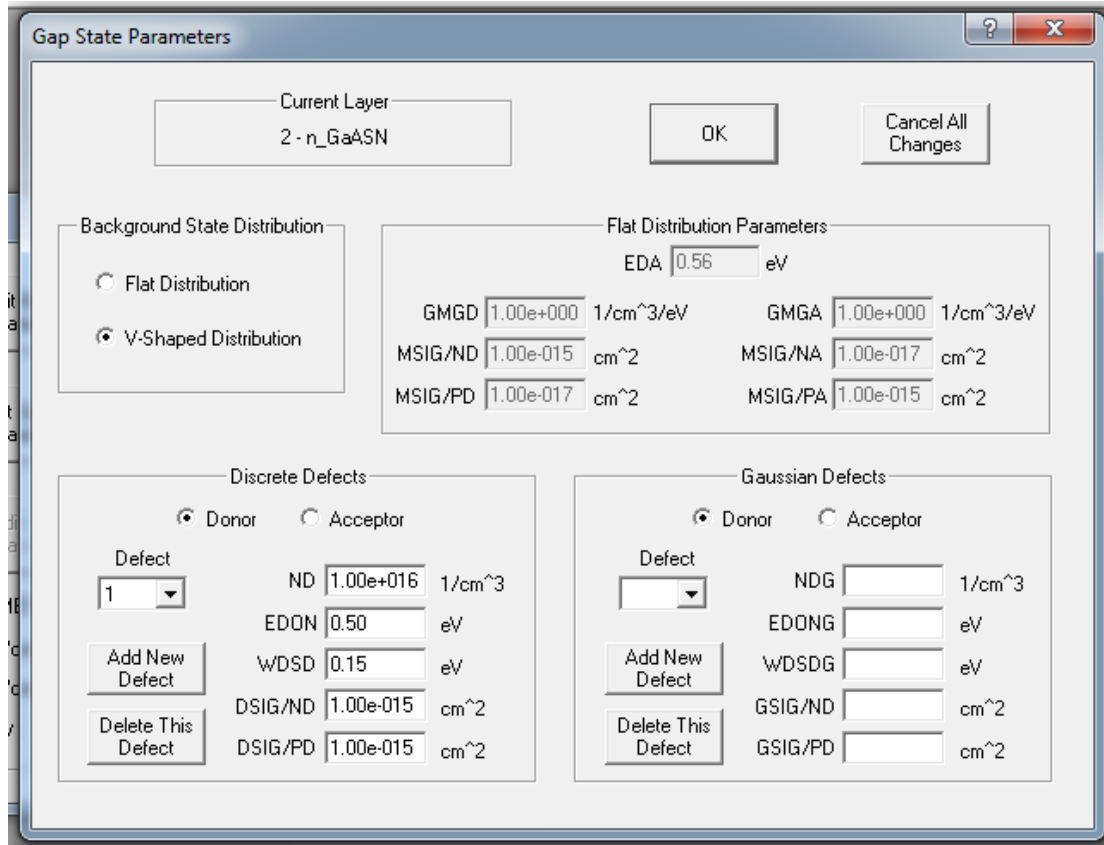 Gap State Parameters
Current Layer
2 - n_GaASN
OK
Cancel All
Changes
Background State Distribution
Flat Distribution
V-Shaped Distribution
Flat Distribution Parameters
EDA 0.56 eV
GMGD 1.00e+000 1/cm^3/eV GMGA 1.00e+000 1/cm^3/eV
MSIG/ND 1.00e-015 cm^2 MSIG/NA 1.00e-017 cm^2
MSIG/PD 1.00e-017 cm^2 MSIG/PA 1.00e-015 cm^2
Discrete Defects
Donor Acceptor
Defect
1
ND 1.00e+016 1/cm^3
EDON 0.50 eV
WDSD 0.15 eV
DSIG/ND 1.00e-015 cm^2
DSIG/PD 1.00e-015 cm^2
Add New
Defect
Delete This
Defect
Gaussian Defects
Donor Acceptor
Defect
NDG 1/cm^3
EDONG eV
WDSDG eV
GSIG/ND cm^2
GSIG/PD cm^2
Add New
Defect
Delete This
Defect